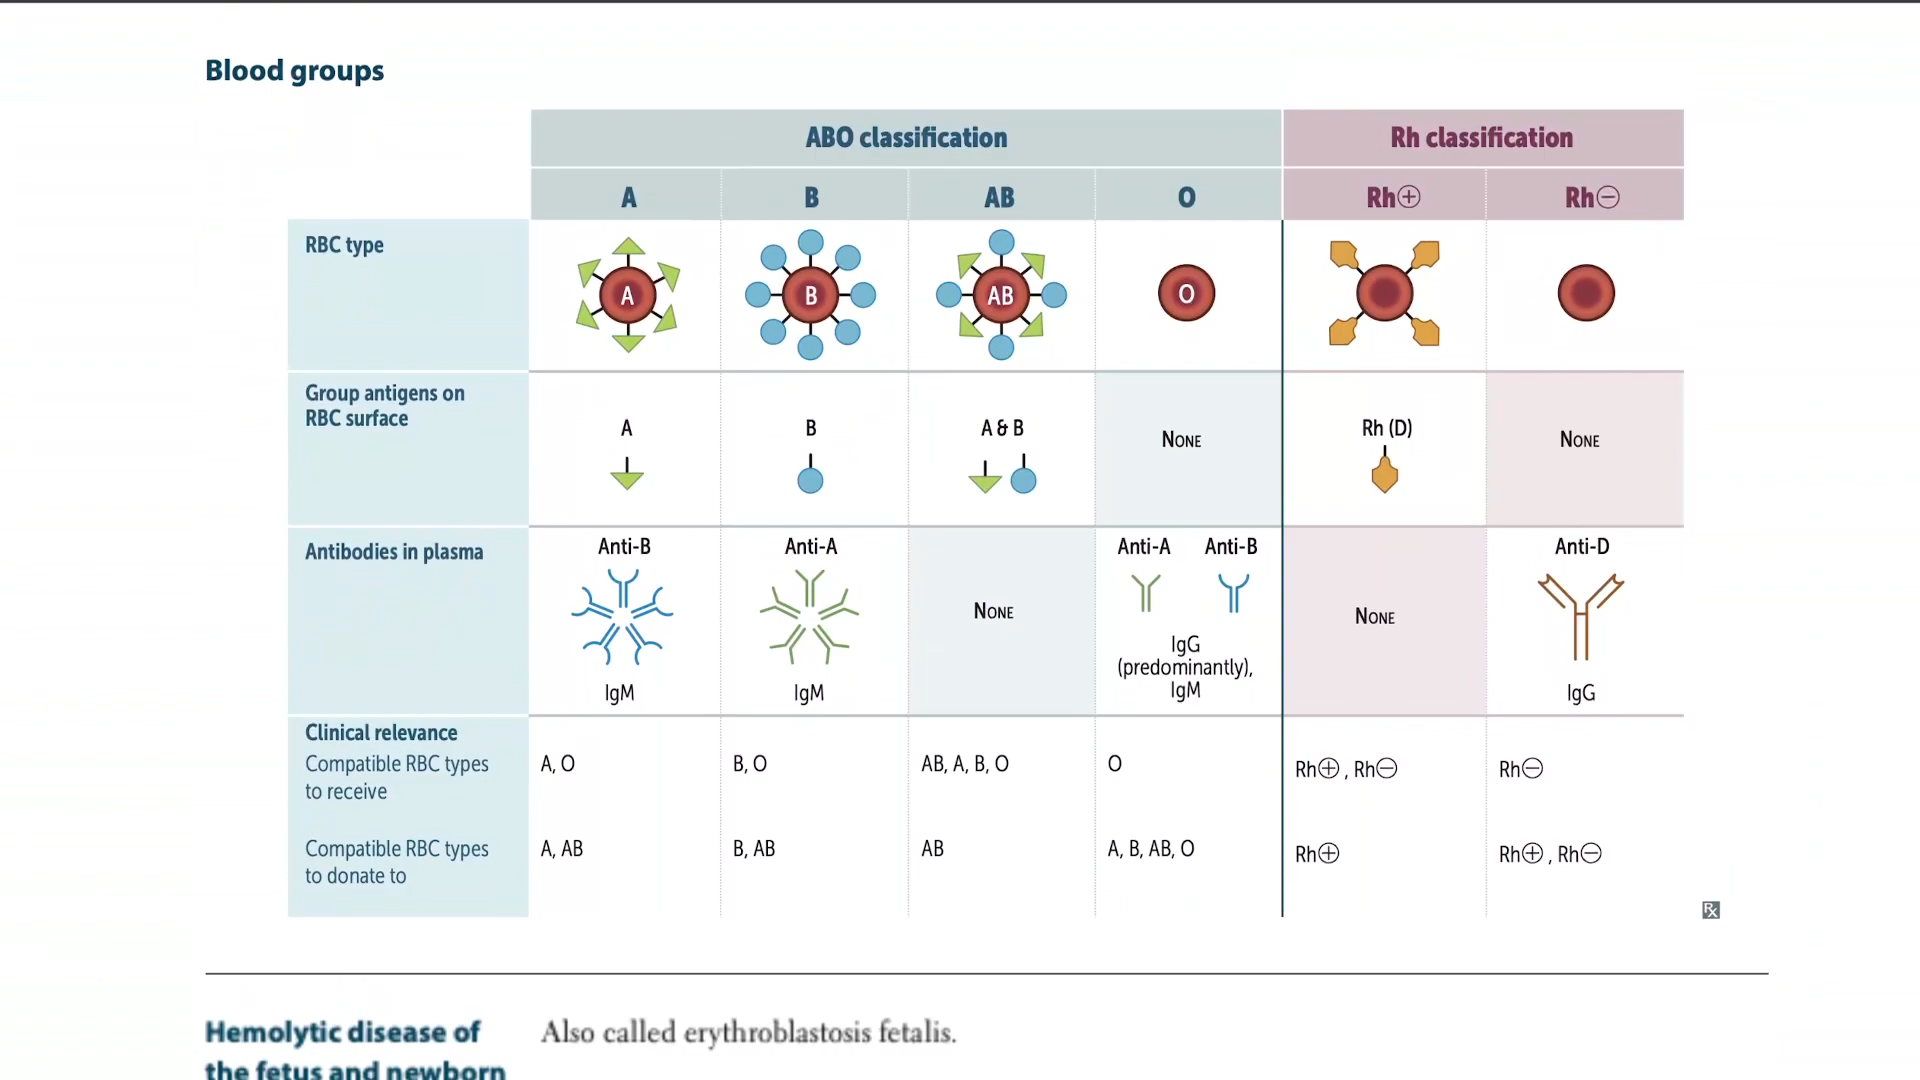 Blood groups
ABO classification
Rh classification
A
B
AB
O
Rh⊕
Rh⊖
RBC type
A
B
AB
O
Group antigens on
RBC surface
A
B
A & B
NONE
Rh (D)
NONE
Antibodies in plasma
Anti-B
IgM
Anti-A
IgM
NONE
Anti-A
Anti-B
IgG
(predominantly),
IgM
NONE
Anti-D
IgG
Clinical relevance
Compatible RBC types
to receive
A, O
B, O
AB, A, B, O
O
Rh⊕ , Rh⊖
Rh⊖
Compatible RBC types
to donate to
A, AB
B, AB
AB
A, B, AB, O
Rh⊕
Rh⊕ , Rh⊖
Rx
Hemolytic disease of
the fetus and newborn
Also called erythroblastosis fetalis.